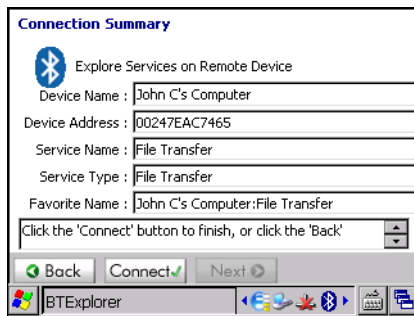 Connection Summary
Explore Services on Remote Device
Device Name : John C's Computer
Device Address : 00247EAC7465
Service Name : File Transfer
Service Type : File Transfer
Favorite Name : John C's Computer:File Transfer
Click the 'Connect' button to finish, or click the 'Back'
Back Connect Next
BTExplorer